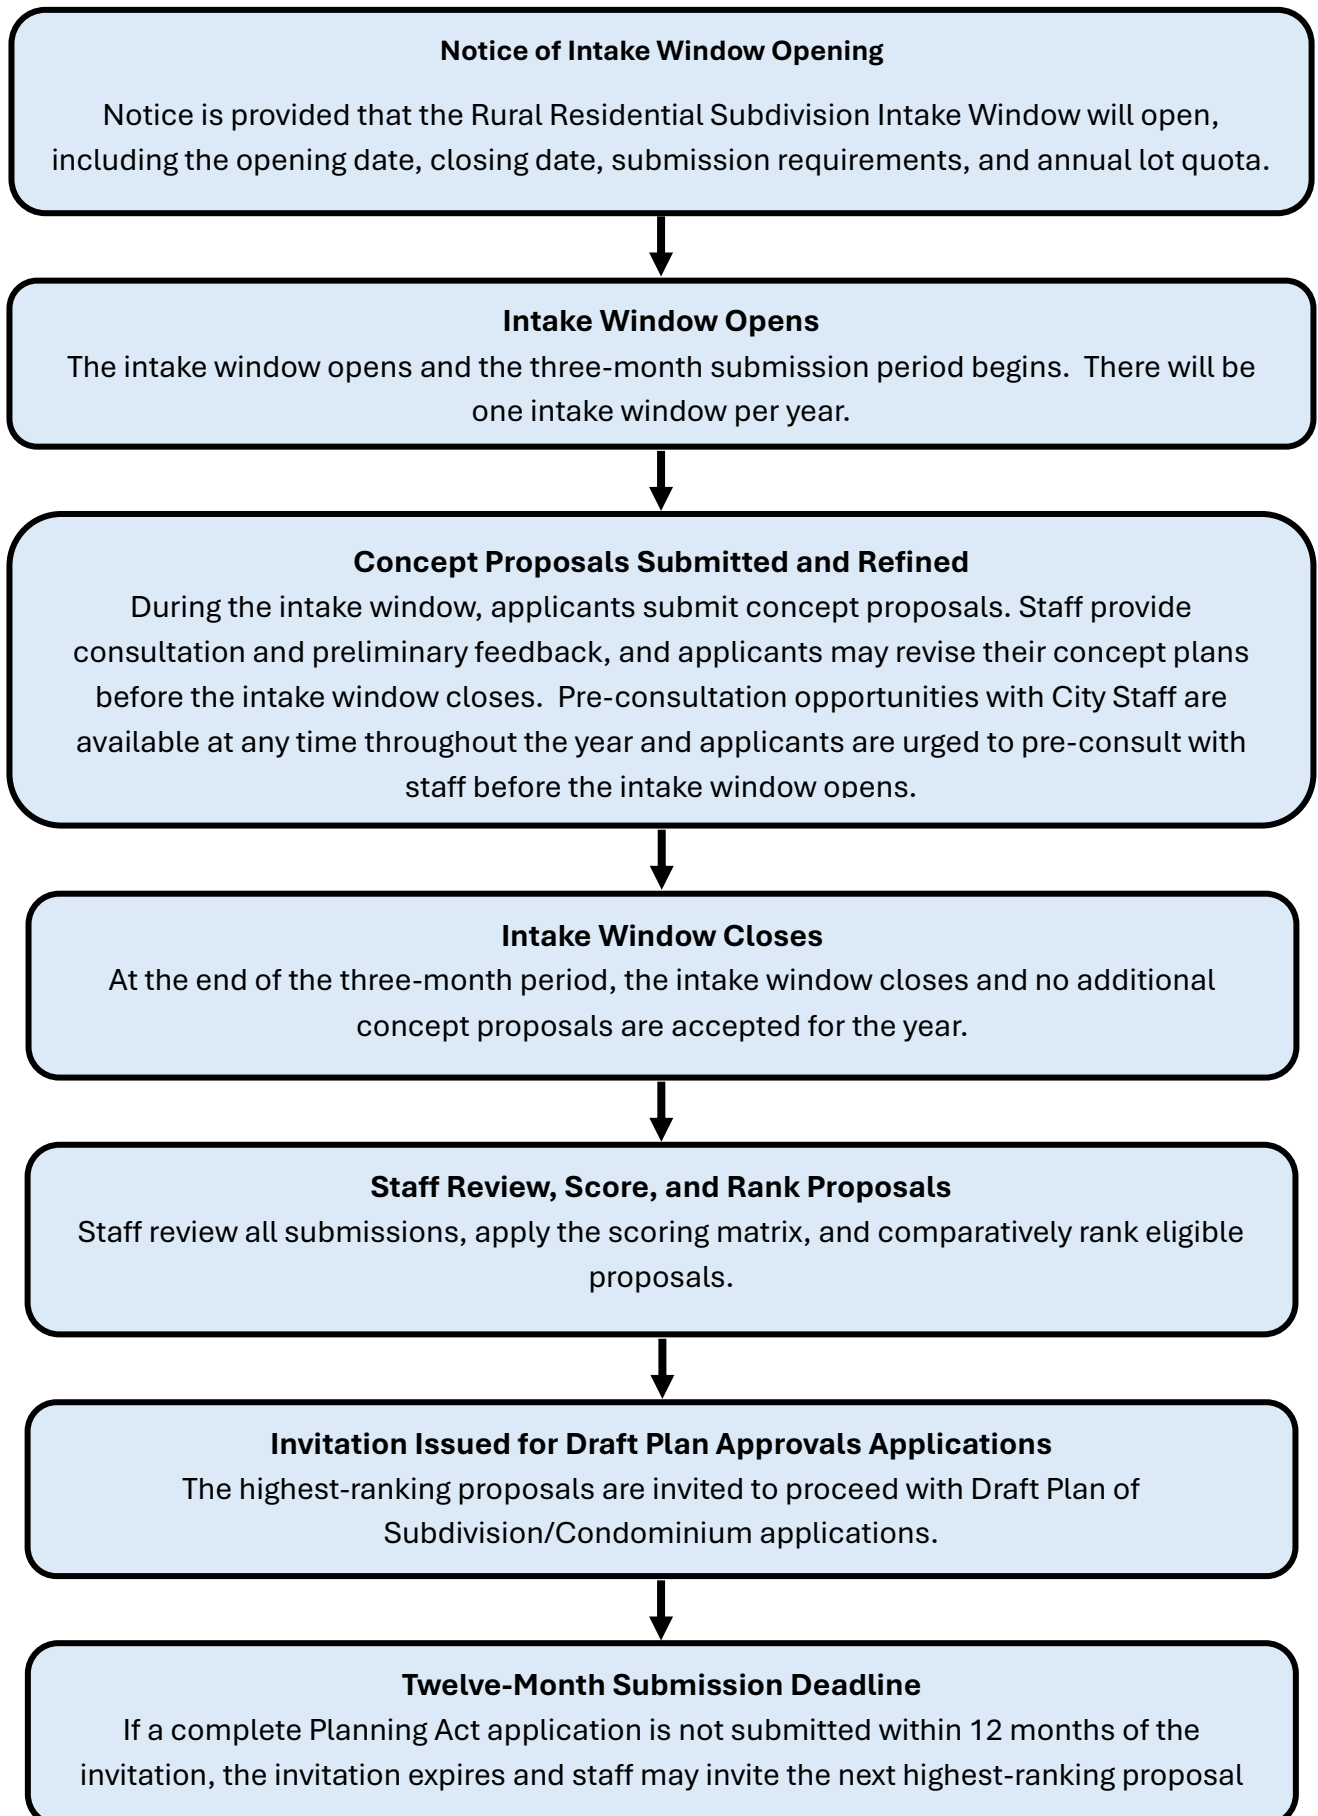 Notice of Intake Window Opening
Notice is provided that the Rural Residential Subdivision Intake Window will open,
including the opening date, closing date, submission requirements, and annual lot quota.
Intake Window Opens
The intake window opens and the three-month submission period begins.  There will be
one intake window per year.
Concept Proposals Submitted and Refined
During the intake window, applicants submit concept proposals. Staff provide
consultation and preliminary feedback, and applicants may revise their concept plans
before the intake window closes.  Pre-consultation opportunities with City Staff are
available at any time throughout the year and applicants are urged to pre-consult with
staff before the intake window opens.
Intake Window Closes
At the end of the three-month period, the intake window closes and no additional
concept proposals are accepted for the year.
Staff Review, Score, and Rank Proposals
Staff review all submissions, apply the scoring matrix, and comparatively rank eligible
proposals.
Invitation Issued for Draft Plan Approvals Applications
The highest-ranking proposals are invited to proceed with Draft Plan of
Subdivision/Condominium applications.
Twelve-Month Submission Deadline
If a complete Planning Act application is not submitted within 12 months of the
invitation, the invitation expires and staff may invite the next highest-ranking proposal